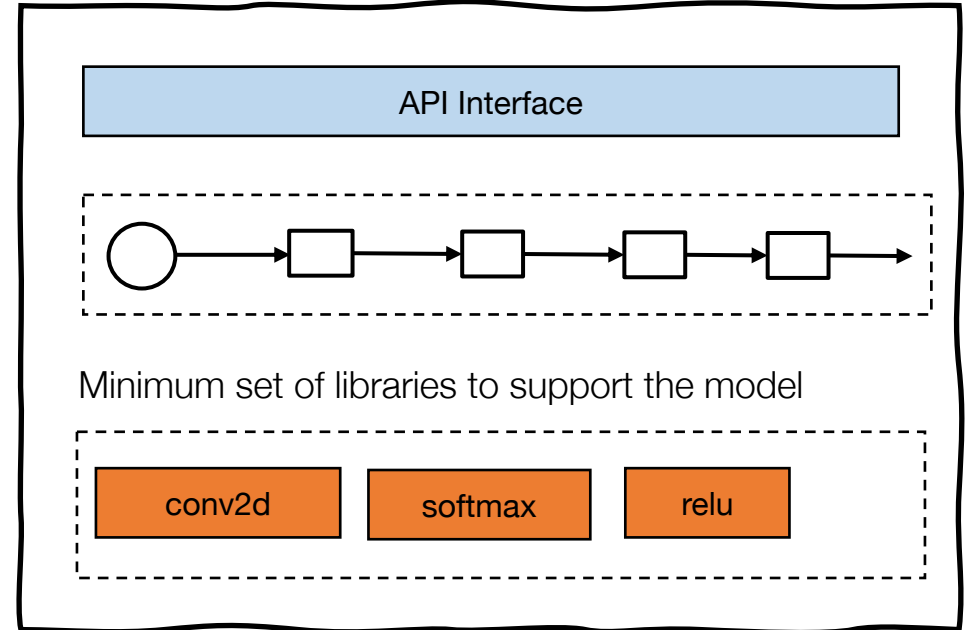 API Interface
Minimum set of libraries to support the model
conv2d softmax relu